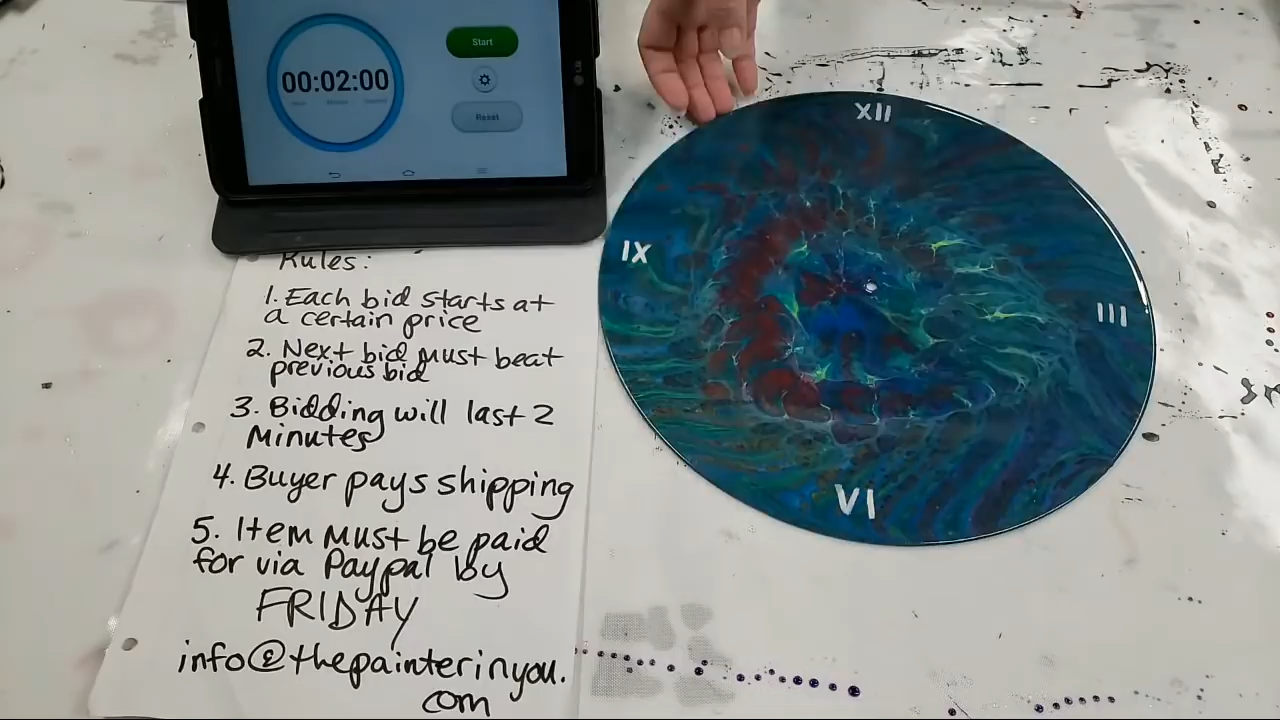 00:02:00
Start
Reset
LG
XII
IX
III
VI
Rules:
1. Each bid starts at
a certain price
2. Next bid must beat
previous bid
3. Bidding will last 2
Minutes
4. Buyer pays shipping
5. Item must be paid
for via Paypal by
FRIDAY
info@thepainterinyou.
com